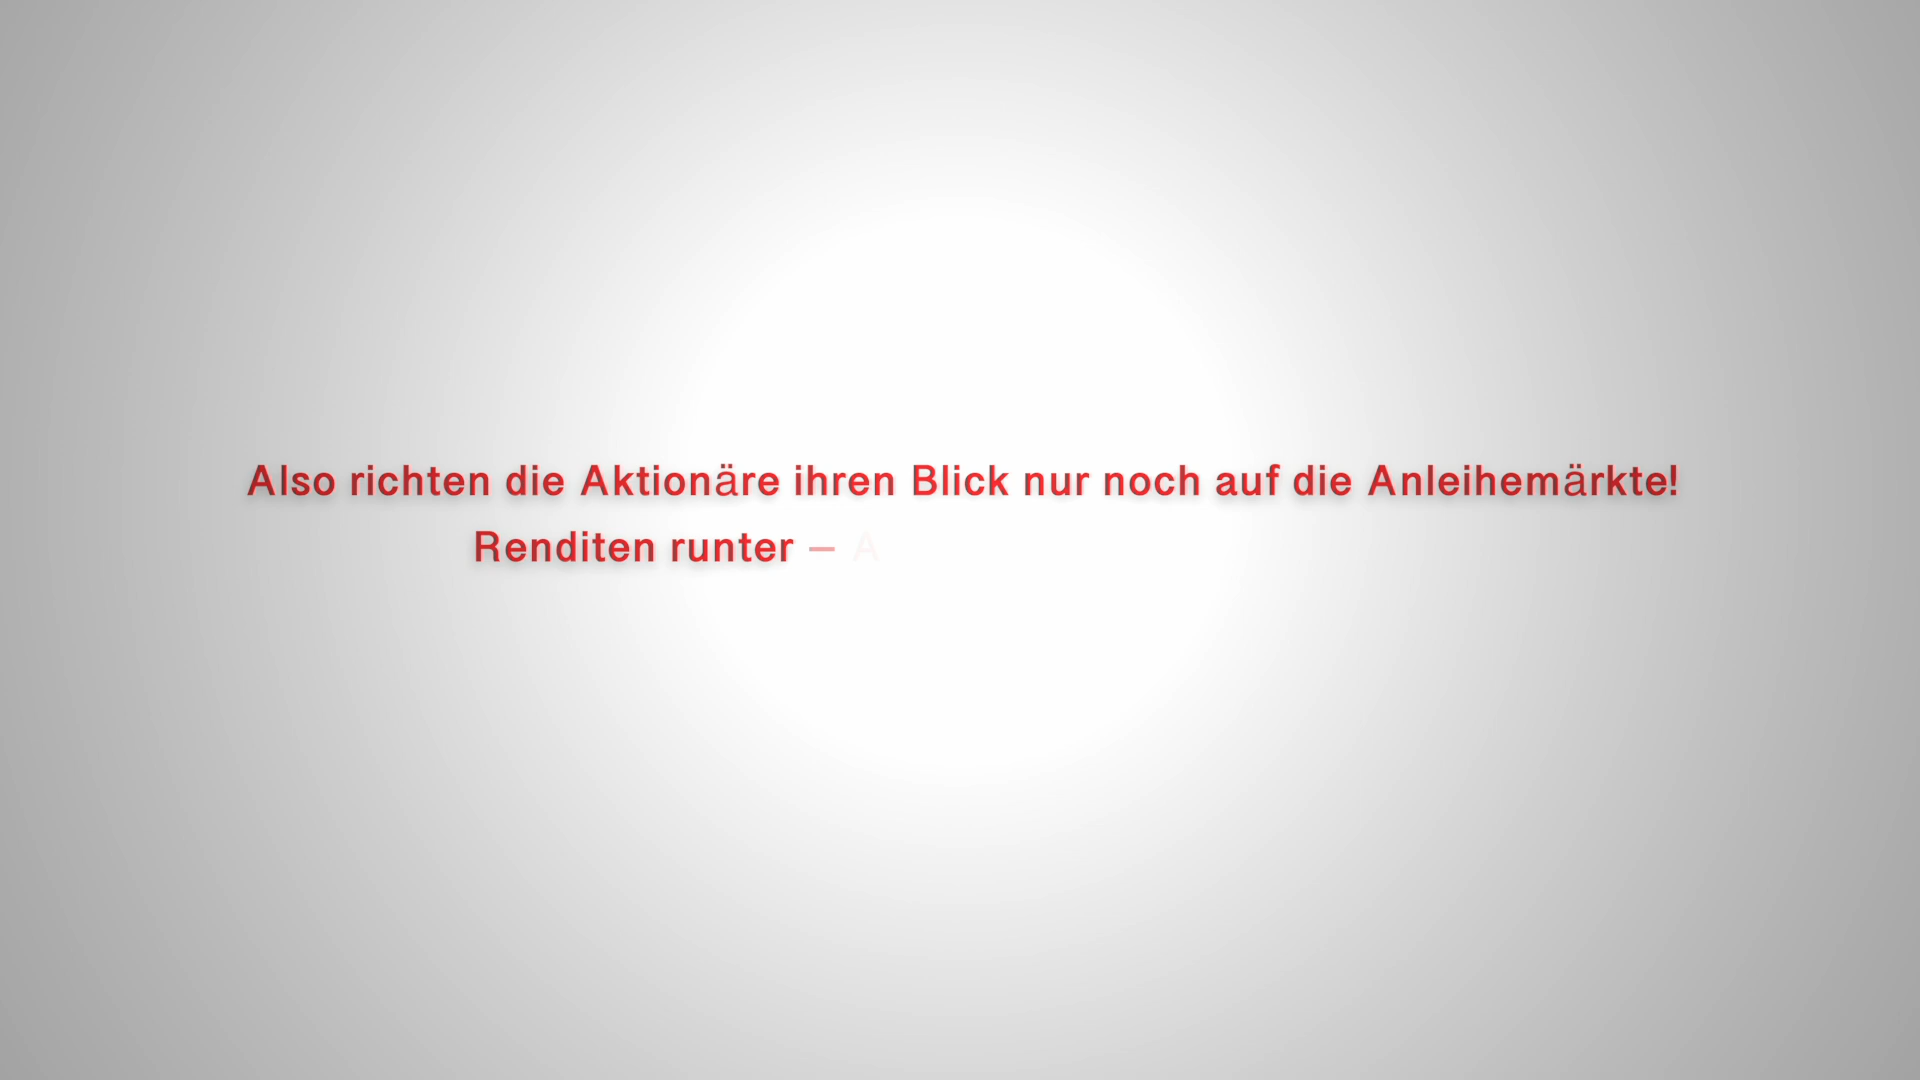 Also richten die Aktionäre ihren Blick nur noch auf die Anleihemärkte!
Renditen runter – A